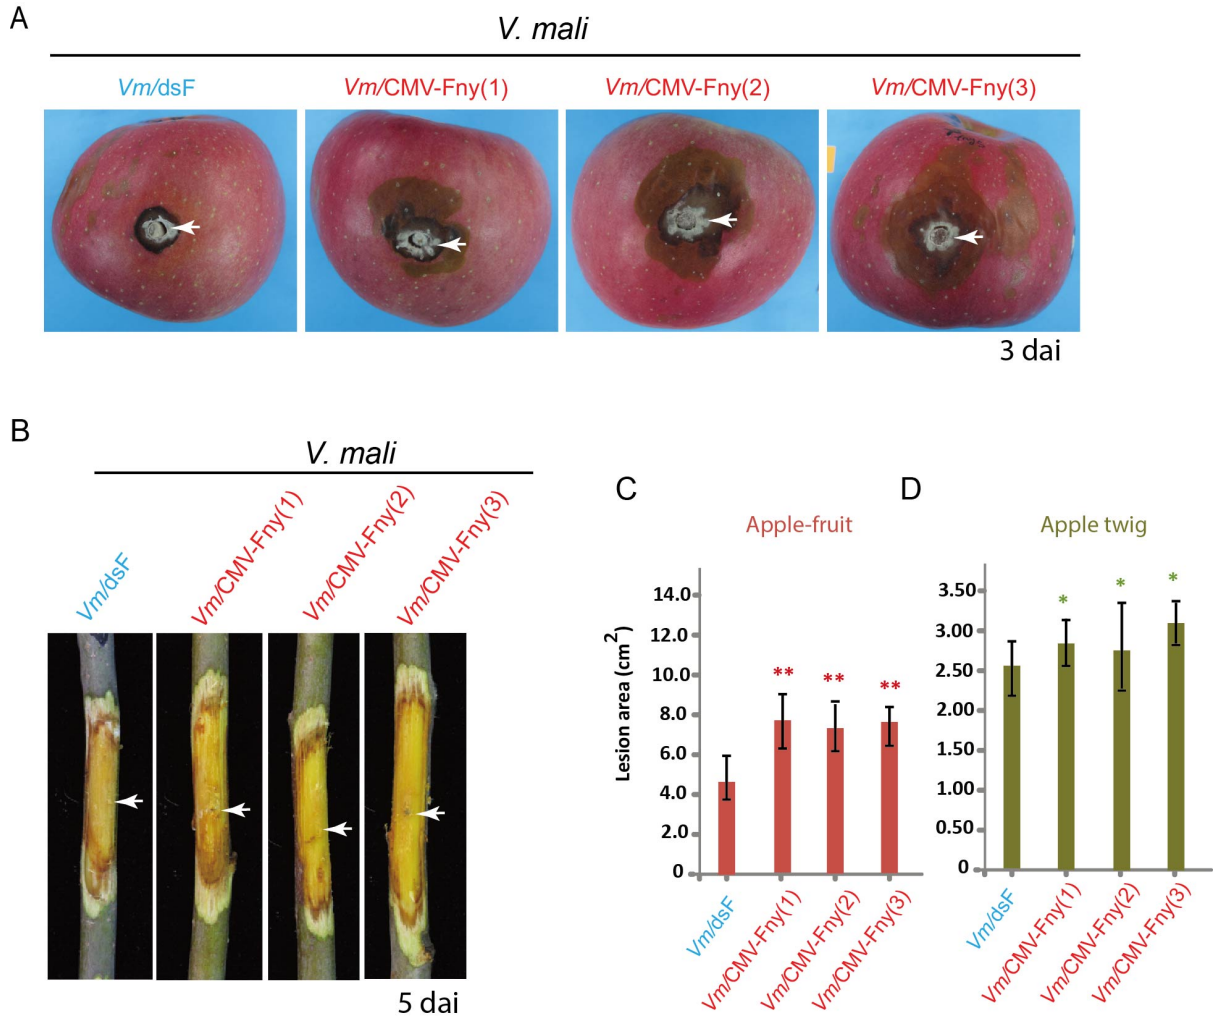 A
V. mali
Vm/dsF
Vm/CMV-Fny(1)
Vm/CMV-Fny(2)
Vm/CMV-Fny(3)
3 dai
B
V. mali
Vm/dsF
Vm/CMV-Fny(1)
Vm/CMV-Fny(2)
Vm/CMV-Fny(3)
5 dai
C
Apple-fruit
Lesion area (cm²)
14.0
12.0
10.0
8.0
6.0
4.0
2.0
0
**
**
**
Vm/dsF
Vm/CMV-Fny(1)
Vm/CMV-Fny(2)
Vm/CMV-Fny(3)
D
Apple twig
3.50
3.00
2.50
2.00
1.50
1.00
0.50
0
*
*
*
Vm/dsF
Vm/CMV-Fny(1)
Vm/CMV-Fny(2)
Vm/CMV-Fny(3)